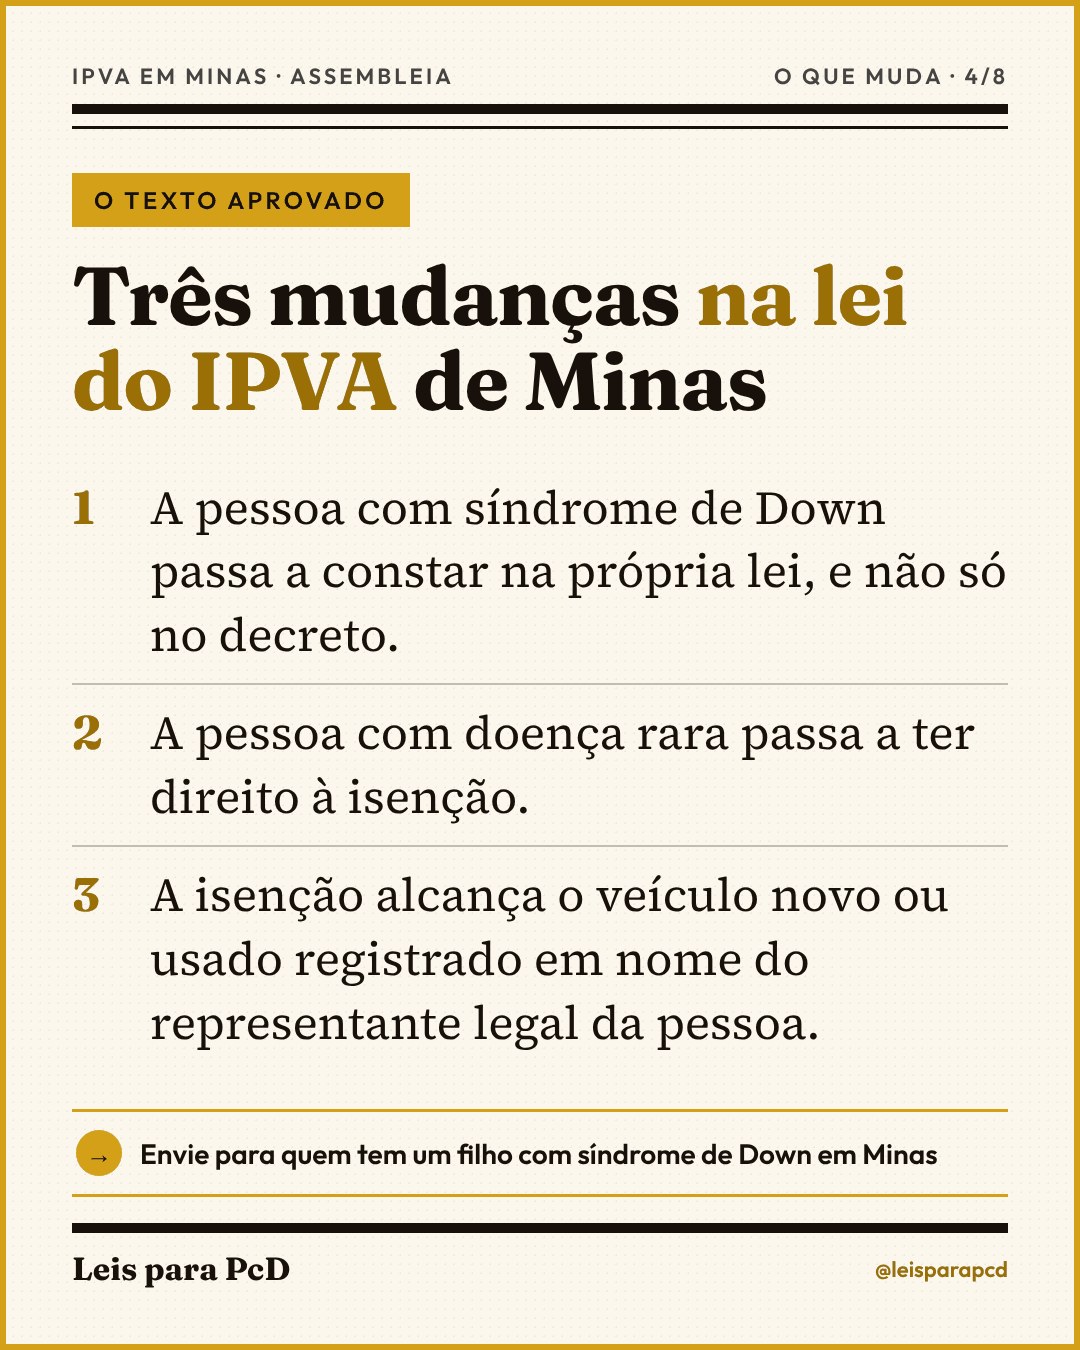 IPVA EM MINAS · ASSEMBLEIA
O QUE MUDA · 4/8
O TEXTO APROVADO
Três mudanças na lei
do IPVA de Minas
1 A pessoa com síndrome de Down
passa a constar na própria lei, e não só
no decreto.
2 A pessoa com doença rara passa a ter
direito à isenção.
3 A isenção alcança o veículo novo ou
usado registrado em nome do
representante legal da pessoa.
→ Envie para quem tem um filho com síndrome de Down em Minas
Leis para PcD
@leisparapcd